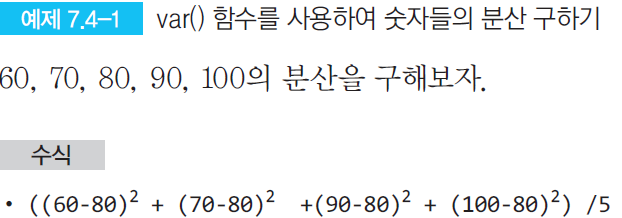 예제 7.4-1 var() 함수를 사용하여 숫자들의 분산 구하기
60, 70, 80, 90, 100의 분산을 구해보자.
수식
• ((60-80)² + (70-80)² +(90-80)² + (100-80)²) /5